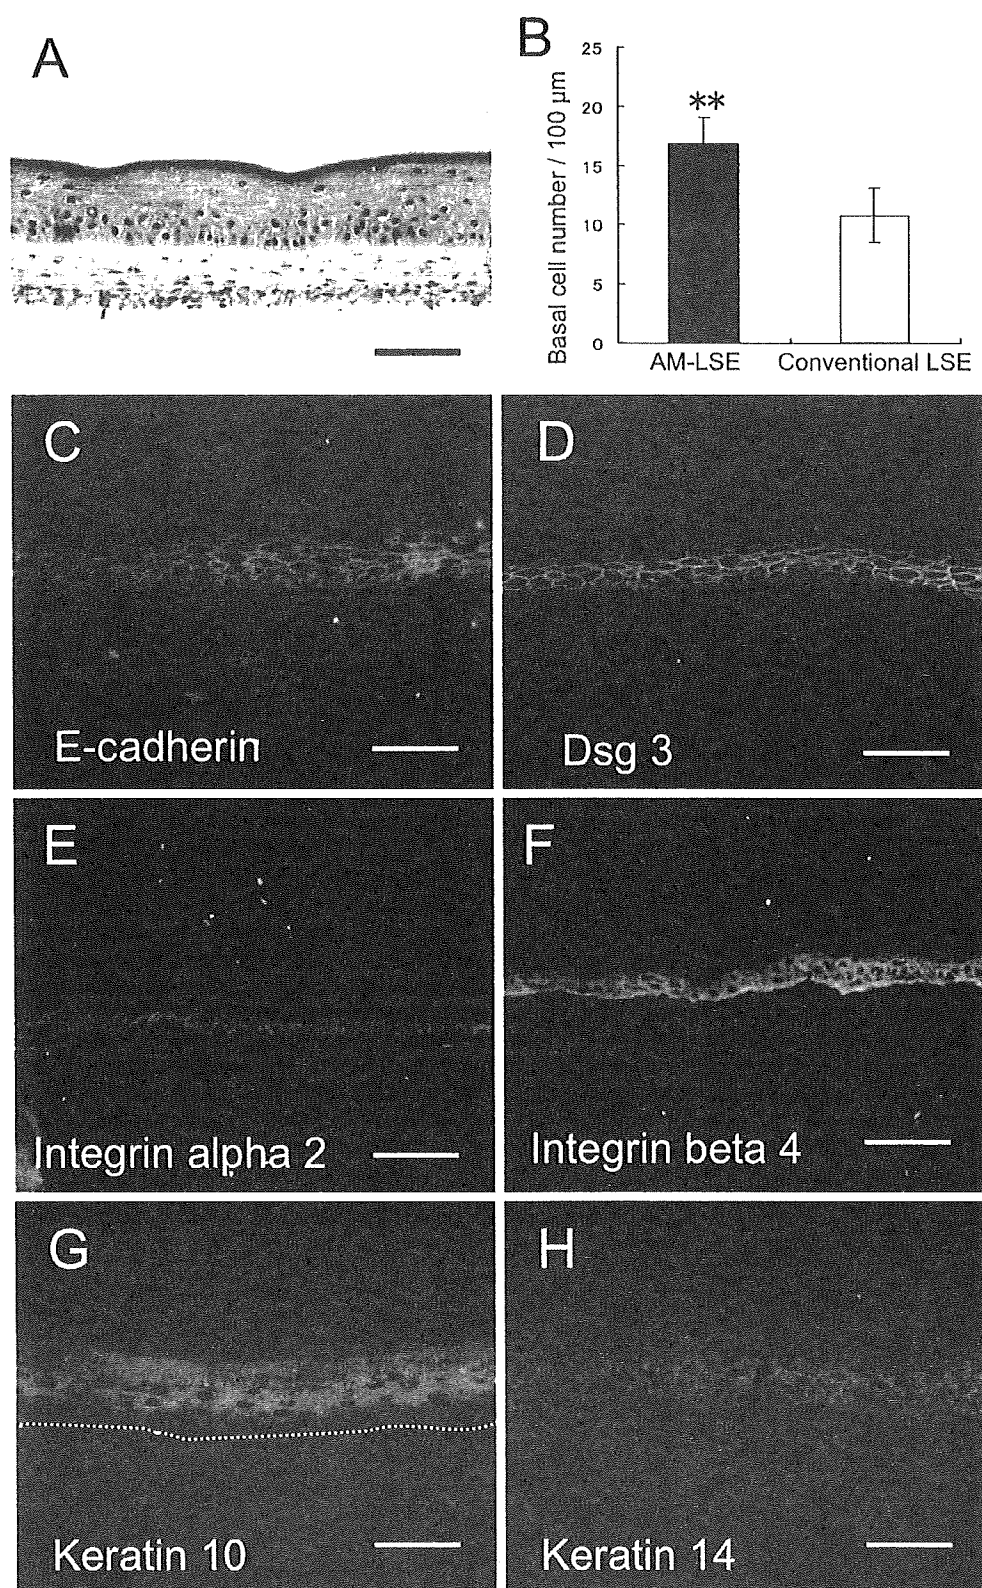 A
B
Basal cell number / 100 µm
25
20
15
10
5
0
**
AM-LSE
Conventional LSE
C
E-cadherin
D
Dsg 3
E
Integrin alpha 2
F
Integrin beta 4
G
Keratin 10
H
Keratin 14